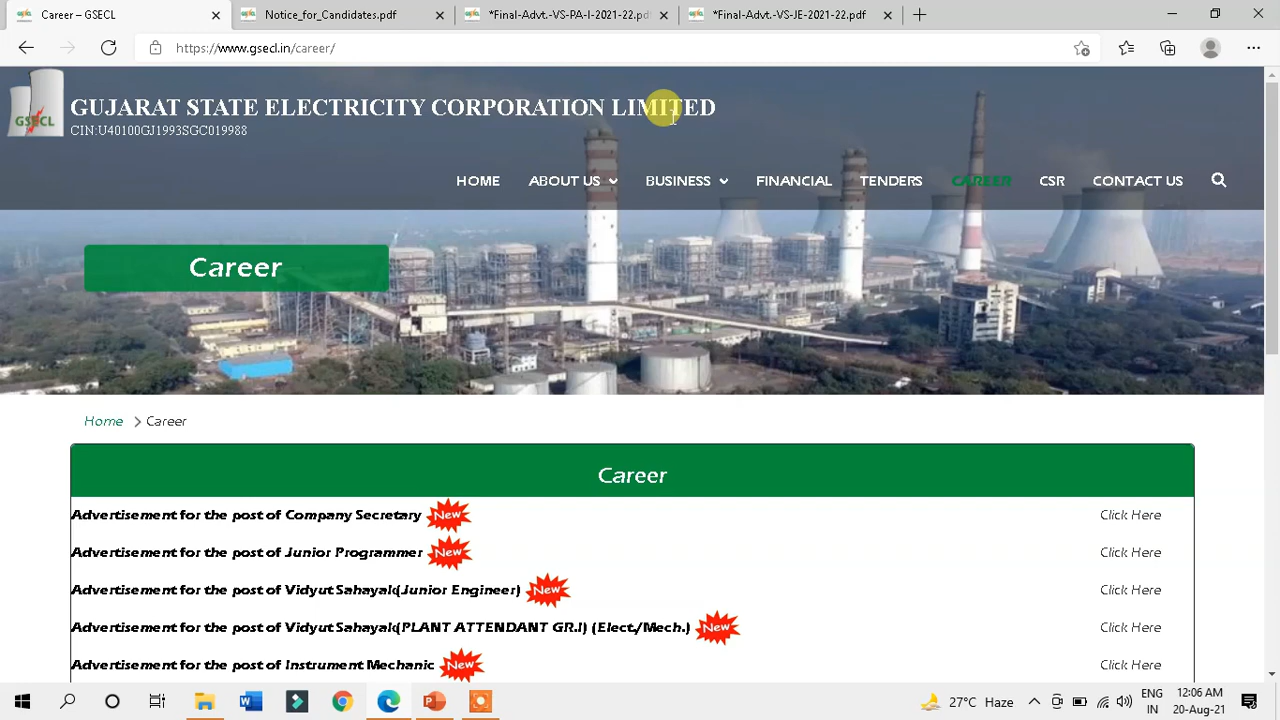 Career – GSECL
Notice_for_Candidates_Vidyut_Sahayak
*Final-Advt.-VS-PA-I-2021-22.pdf
*Final-Advt.-VS-JE-2021-22.pdf
https://www.gsecl.in/career/
GUJARAT STATE ELECTRICITY CORPORATION LIMITED
GSECL
CIN:U40100GJ1993SGC019988
HOME ABOUT US BUSINESS FINANCIAL TENDERS CAREER CSR CONTACT US
Career
Home Career
Career
Advertisement for the post of Company Secretary New Click Here
Advertisement for the post of Junior Programmer New Click Here
Advertisement for the post of Vidyut Sahayak(Junior Engineer) New Click Here
Advertisement for the post of Vidyut Sahayak(PLANT ATTENDANT GR.I) (Elect./Mech.) New Click Here
Advertisement for the post of Instrument Mechanic New Click Here
27°C Haze ENG IN 12:06 AM 20-Aug-21